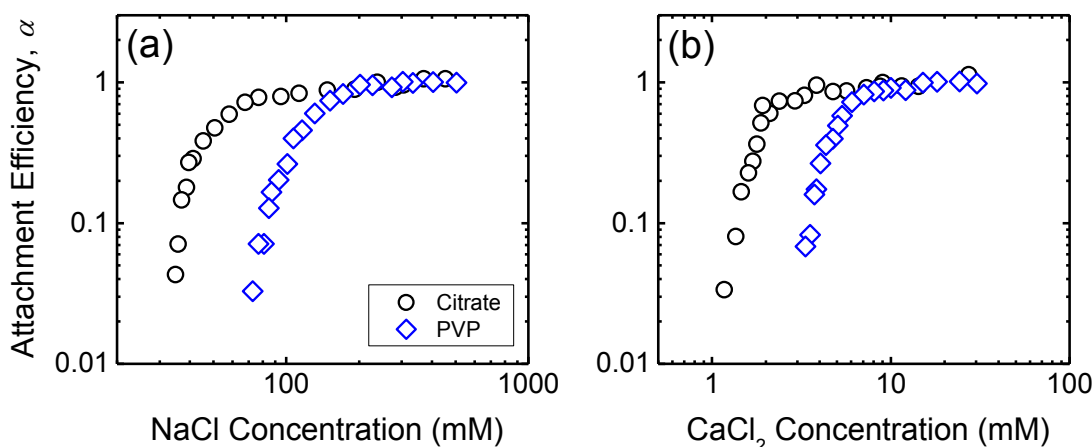 (a)
(b)
Attachment Efficiency, α
1
0.1
0.01
Citrate
PVP
100
1000
NaCl Concentration (mM)
1
0.1
0.01
1
10
100
CaCl₂ Concentration (mM)